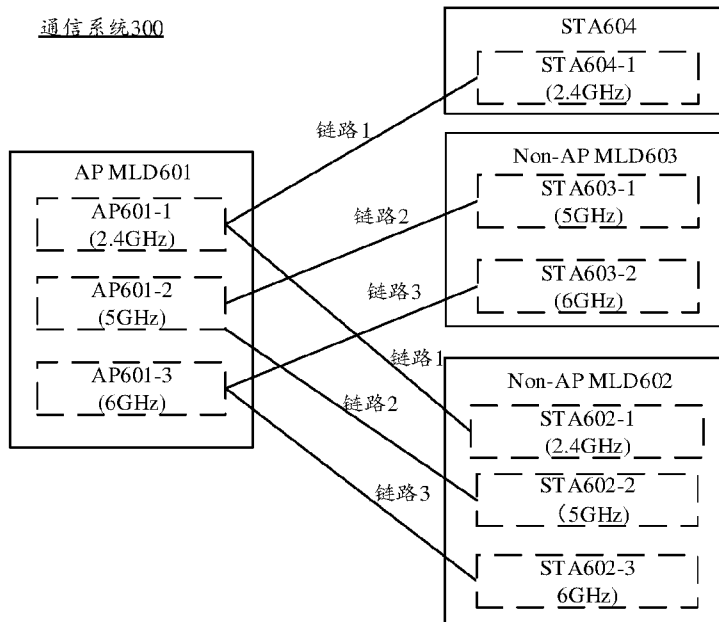 通信系统300
STA604
STA604-1
(2.4GHz)
链路1
Non-AP MLD603
AP MLD601
STA603-1
(5GHz)
链路2
AP601-1
(2.4GHz)
STA603-2
(6GHz)
链路3
AP601-2
(5GHz)
链路1
AP601-3
(6GHz)
Non-AP MLD602
链路2
STA602-1
(2.4GHz)
STA602-2
(5GHz)
链路3
STA602-3
6GHz)